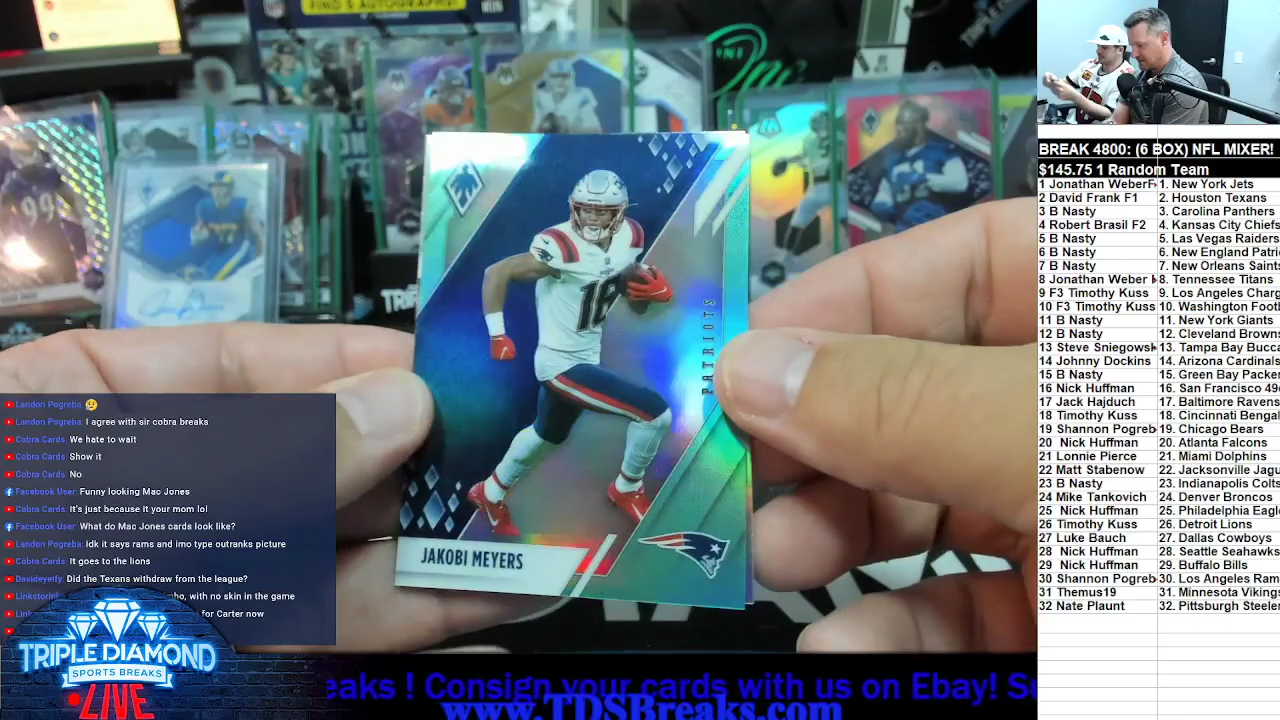 FIND 5 AUTOGRAPHS!
BREAK 4800: (6 BOX) NFL MIXER!
$145.75 1 Random Team
1 Jonathan Weber 1. New York Jets
2 David Frank F1 2. Houston Texans
3 B Nasty 3. Carolina Panthers
4 Robert Brasil F2 4. Kansas City Chiefs
5 B Nasty 5. Las Vegas Raiders
6 B Nasty 6. New England Patri
7 B Nasty 7. New Orleans Saints
8 Jonathan Weber 8. Tennessee Titans
9 F3 Timothy Kuss 9. Los Angeles Charg
10 F3 Timothy Kuss 10. Washington Foot
11 B Nasty 11. New York Giants
12 B Nasty 12. Cleveland Browns
13 Steve Sniegowsk 13. Tampa Bay Bucca
14 Johnny Dockins 14. Arizona Cardinals
15 B Nasty 15. Green Bay Packers
16 Nick Huffman 16. San Francisco 49
17 Jack Hajduch 17. Baltimore Ravens
18 Timothy Kuss 18. Cincinnati Benga
19 Shannon Pogreb 19. Chicago Bears
20 Nick Huffman 20. Atlanta Falcons
21 Lonnie Pierce 21. Miami Dolphins
22 Matt Stabenow 22. Jacksonville Jagu
23 B Nasty 23. Indianapolis Colts
24 Mike Tankovich 24. Denver Broncos
25 Nick Huffman 25. Philadelphia Eagl
26 Timothy Kuss 26. Detroit Lions
27 Luke Bauch 27. Dallas Cowboys
28 Nick Huffman 28. Seattle Seahawks
29 Nick Huffman 29. Buffalo Bills
30 Shannon Pogreb 30. Los Angeles Ram
31 Themus19 31. Minnesota Viking
32 Nate Plaunt 32. Pittsburgh Steele
99
16
PATRIOTS
JAKOBI MEYERS
Landon Pogreba: 😢
Landon Pogreba: I agree with sir cobra breaks
Cobra Cards: We hate to wait
Cobra Cards: Show it
Cobra Cards: No
Facebook User: Funny looking Mac Jones
Cobra Cards: It's just because it your mom lol
Facebook User: What do Mac Jones cards look like?
Landon Pogreba: Idk it says rams and imo type outranks picture
Cobra Cards: It goes to the lions
Davideyeify: Did the Texans withdraw from the league?
with no skin in the game
for Carter now
TRIPLE DIAMOND
SPORTS BREAKS
LIVE
eaks ! Consign your cards with us on Ebay! Su
www.TDSBreaks.com